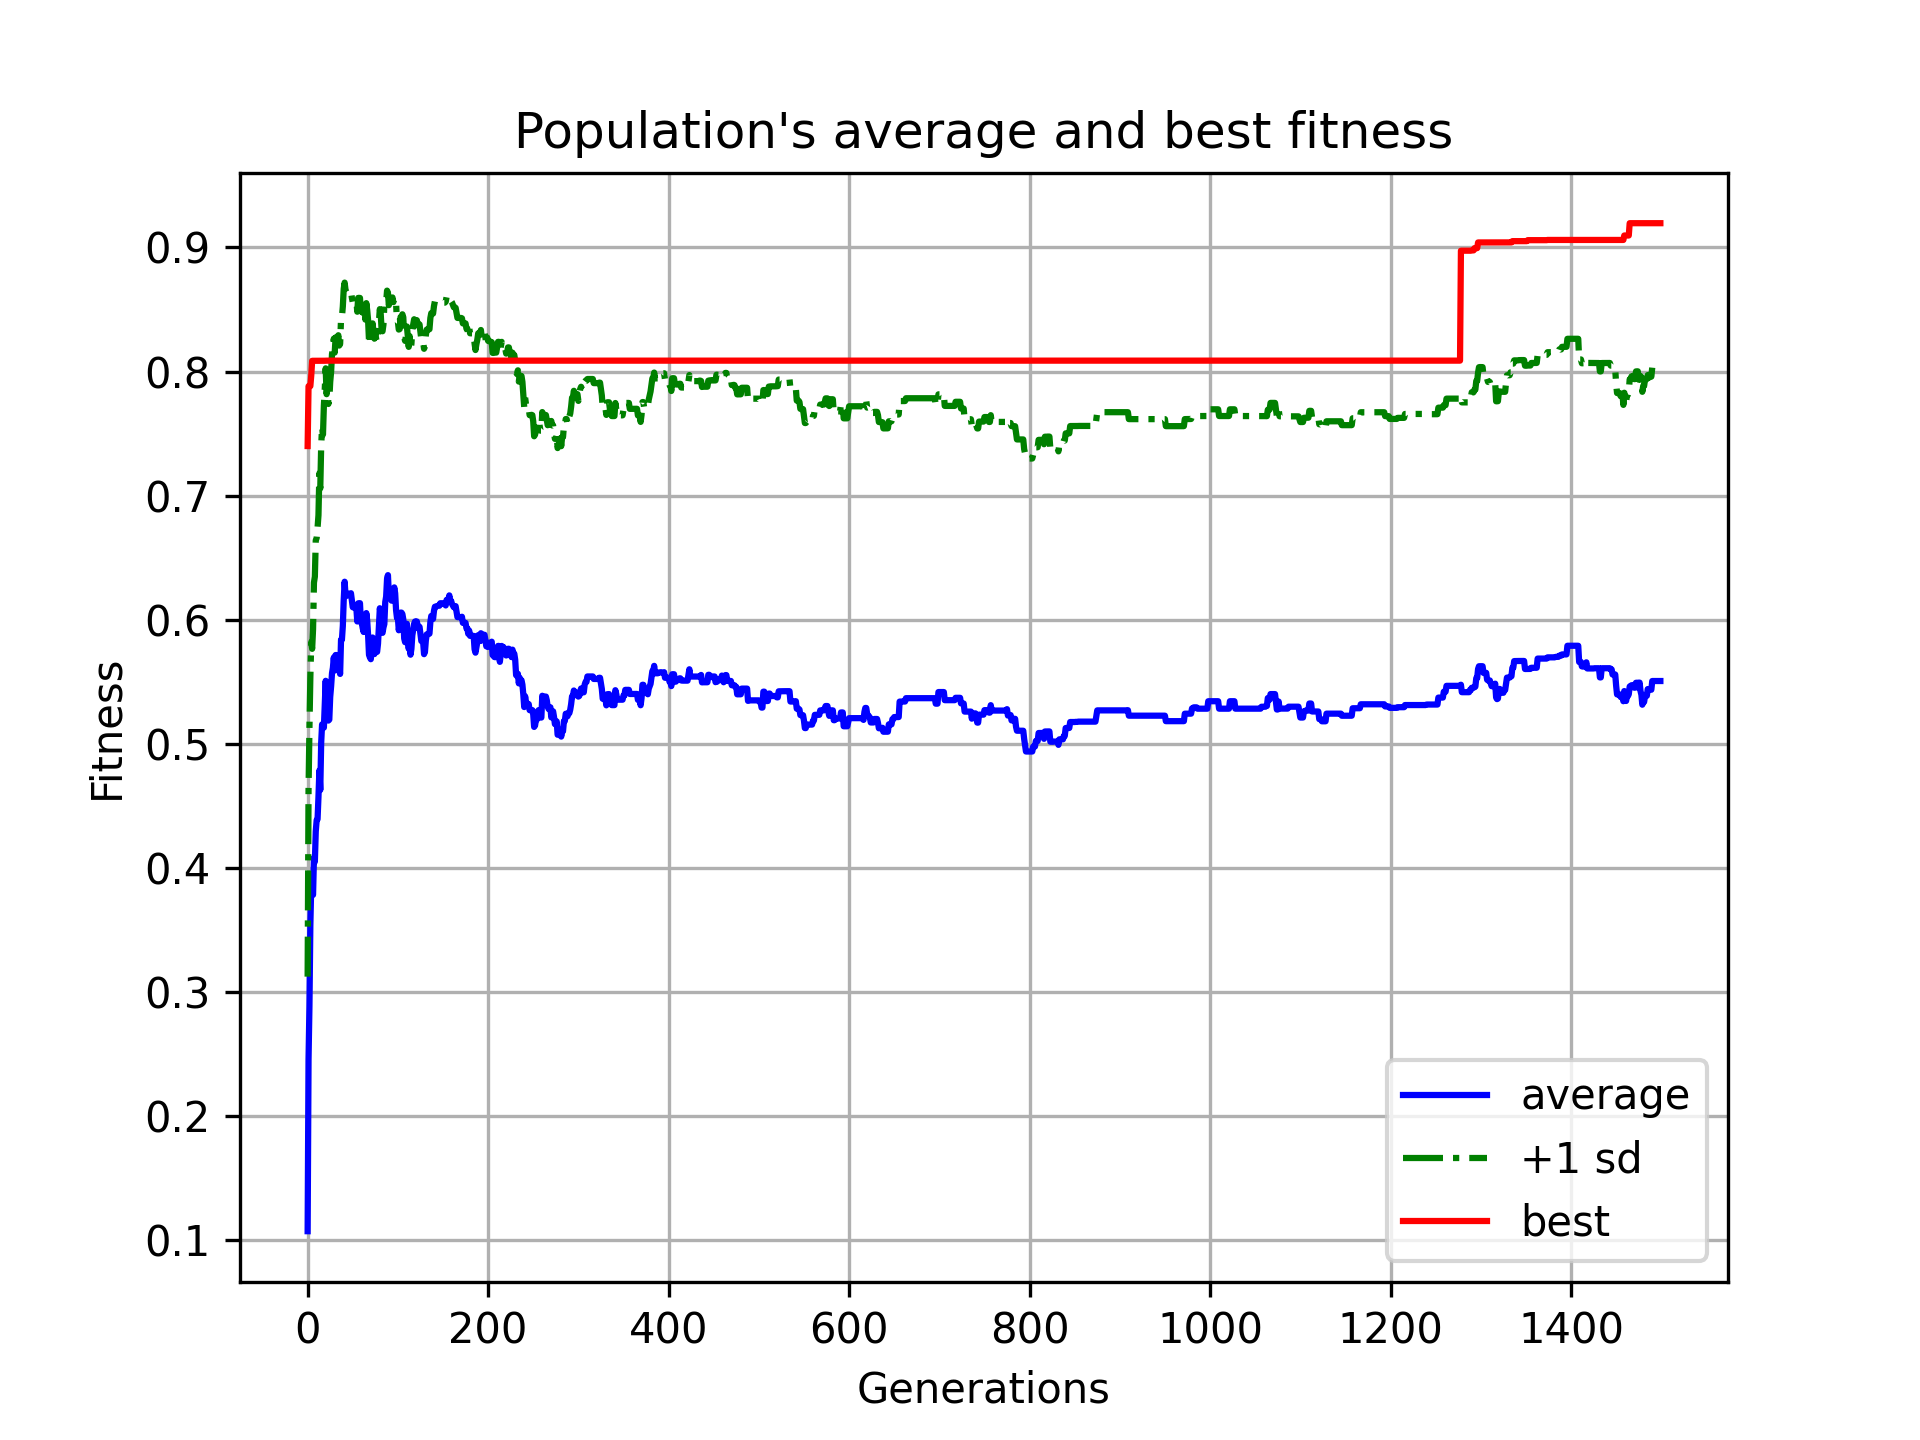 Population's average and best fitness
Fitness
0.9
0.8
0.7
0.6
0.5
0.4
0.3
0.2
0.1
0 200 400 600 800 1000 1200 1400
Generations
average
+1 sd
best